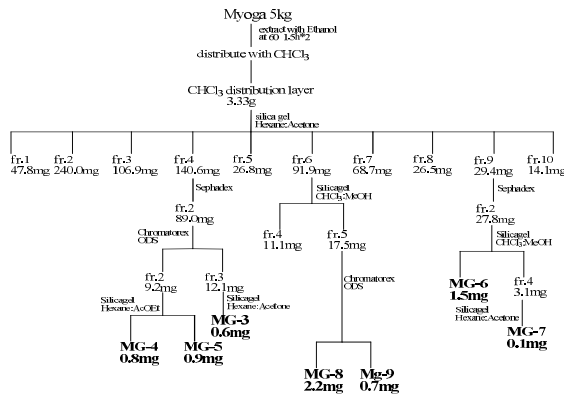 Myoga 5kg
extract with Ethanol
at 60 1.5h*2
distribute with CHCl3
CHCl3 distribution layer
3.33g
silica gel
Hexane:Acetone
fr.1 fr.2 fr.3 fr.4 fr.5 fr.6 fr.7 fr.8 fr.9 fr.10
47.8mg 240.0mg 106.9mg 140.6mg 26.8mg 91.9mg 68.7mg 26.5mg 29.4mg 14.1mg
Sephadex
Silicagel
CHCl3:MeOH
Sephadex
fr.2
89.0mg
fr.4 fr.5
11.1mg 17.5mg
fr.2
27.8mg
Chromatorex
ODS
Silicagel
CHCl3:MeOH
fr.2 fr.3
9.2mg 12.1mg
Chromatorex
ODS
MG-6
1.5mg
fr.4
3.1mg
Silicagel
Hexane:AcOEt
Silicagel
Hexane:Acetone
Silicagel
Hexane:Acetone
MG-3
0.6mg
MG-7
0.1mg
MG-4 MG-5
0.8mg 0.9mg
MG-8 Mg-9
2.2mg 0.7mg